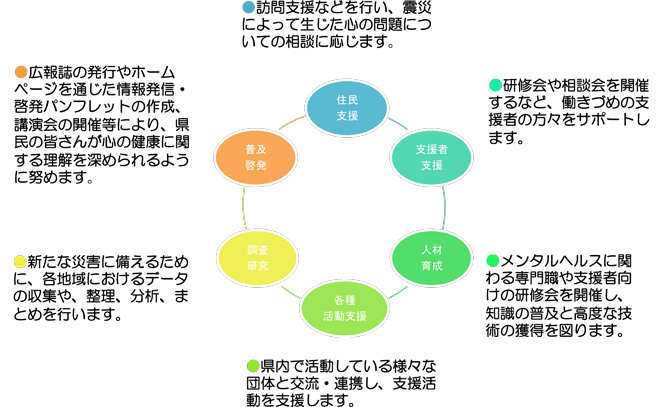 ●訪問支援などを行い、震災
によって生じた心の問題につ
いての相談に応じます。
住民
支援
●研修会や相談会を開催
するなど、働きづめの支
援者の方々をサポートし
ます。
支援者
支援
●メンタルヘルスに関
わる専門職や支援者向
けの研修会を開催し、
知識の普及と高度な技
術の獲得を図ります。
人材
育成
各種
活動支援
●県内で活動している様々な
団体と交流・連携し、支援活
動を支援します。
調査
研究
●新たな災害に備えるため
に、各地域におけるデータ
の収集や、整理、分析、ま
とめを行います。
普及
啓発
●広報誌の発行やホーム
ページを通じた情報発信・
啓発パンフレットの作成、
講演会の開催等により、県
民の皆さんが心の健康に関
する理解を深められるよう
に努めます。